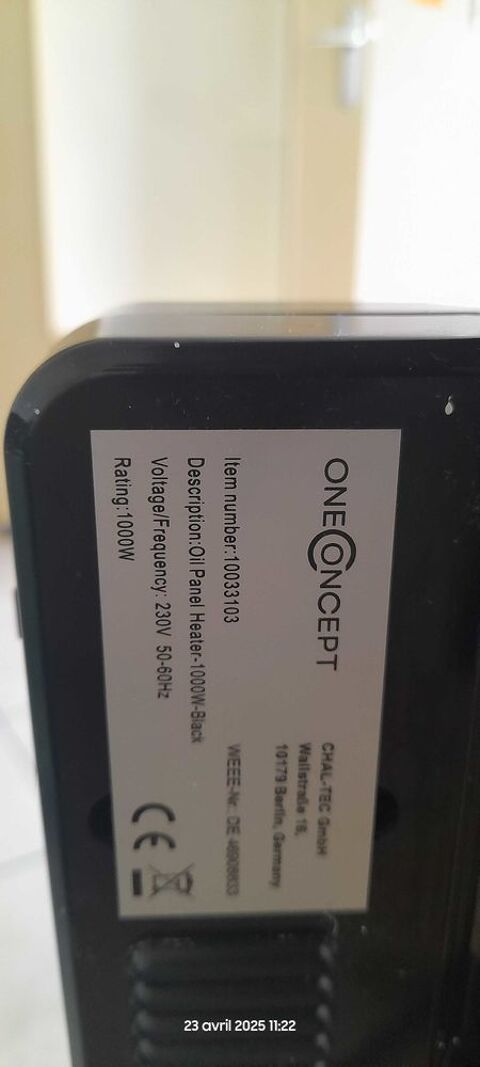 ONECONCEPT
CHAL-TEC GmbH
Wallstraße 16,
10179 Berlin, Germany
Item number:10033103
WEEE-Nr.: DE
Description:Oil Panel Heater-1000W-Black
Voltage/Frequency: 230V 50-60Hz
Rating:1000W
CE
23 avril 2025 11:22